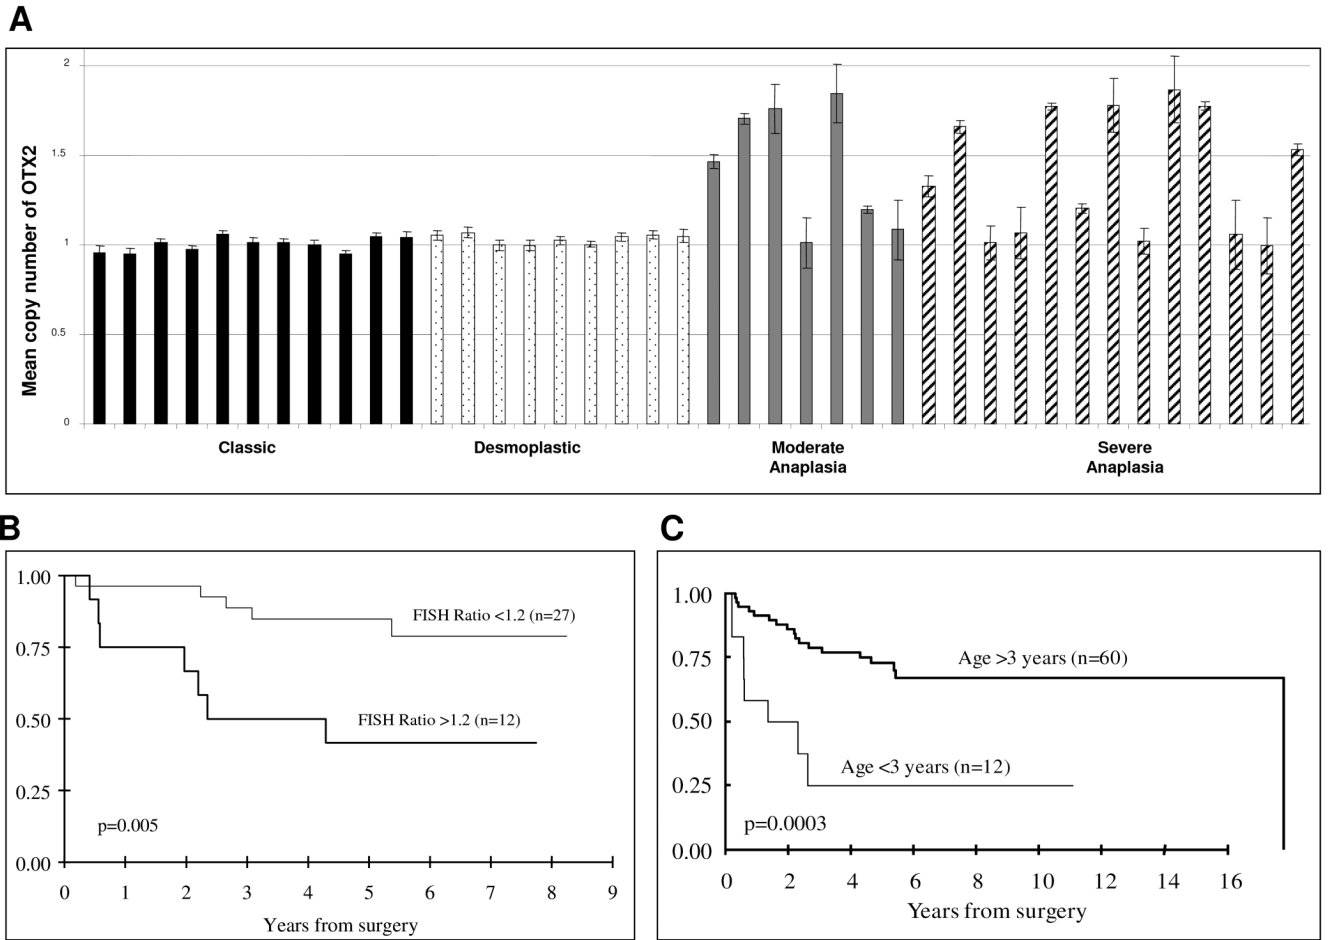 A
Mean copy number of OTX2
2
1.5
1
0.5
0
Classic
Desmoplastic
Moderate
Anaplasia
Severe
Anaplasia
B
1.00
0.75
0.50
0.25
0.00
FISH Ratio <1.2 (n=27)
FISH Ratio >1.2 (n=12)
p=0.005
0 1 2 3 4 5 6 7 8 9
Years from surgery
C
1.00
0.75
0.50
0.25
0.00
Age >3 years (n=60)
Age <3 years (n=12)
p=0.0003
0 2 4 6 8 10 12 14 16
Years from surgery